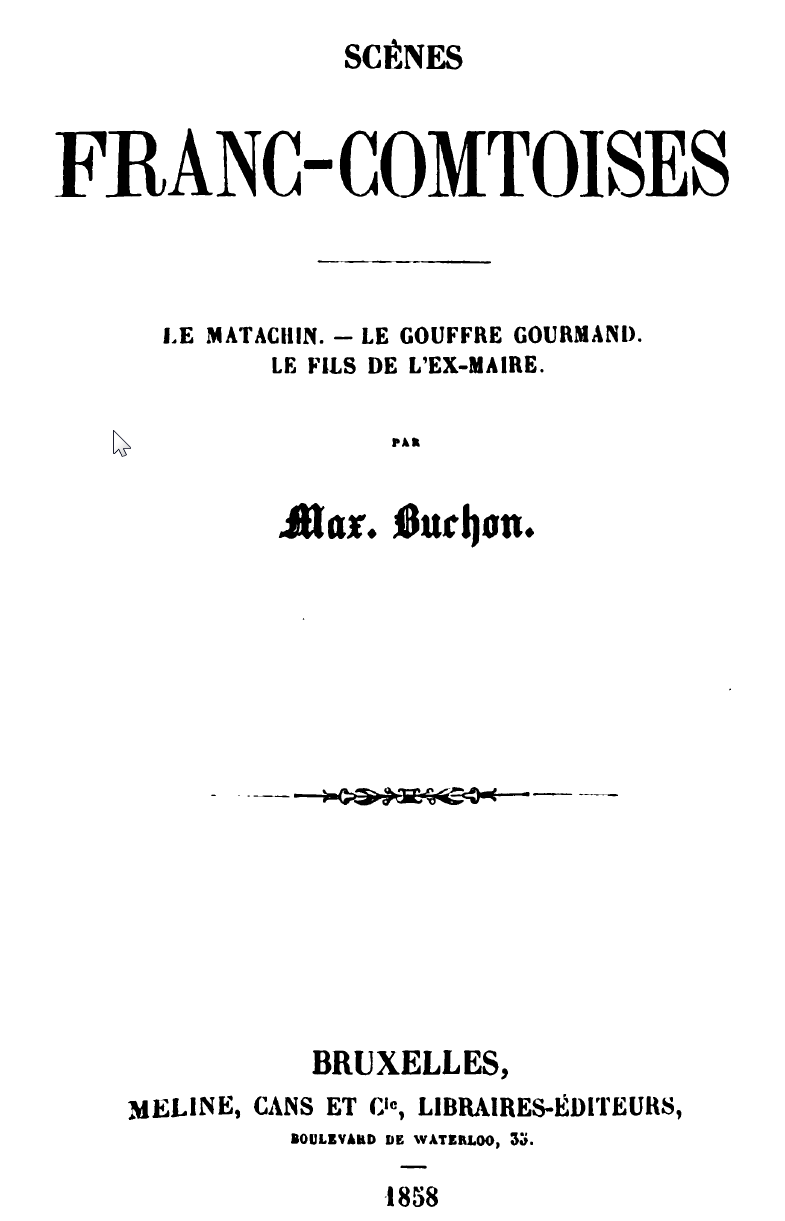 SCÈNES
FRANC-COMTOISES
LE MATACHIN. — LE GOUFFRE GOURMAND.
LE FILS DE L'EX-MAIRE.
PAR
Max. Buchon.
BRUXELLES,
MELINE, CANS ET Cie, LIBRAIRES-ÉDITEURS,
BOULEVARD DE WATERLOO, 35.
1858